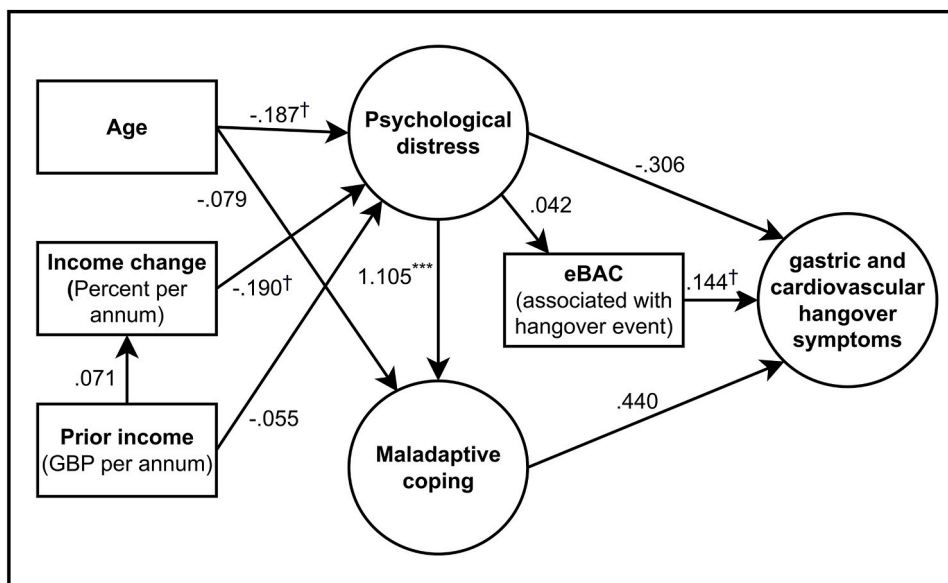 Age
-.187†
Psychological
distress
-.306
-.079
.042
Income change
(Percent per
annum)
-.190†
1.105***
eBAC
(associated with
hangover event)
.144†
gastric and
cardiovascular
hangover
symptoms
.071
-.055
.440
Prior income
(GBP per annum)
Maladaptive
coping